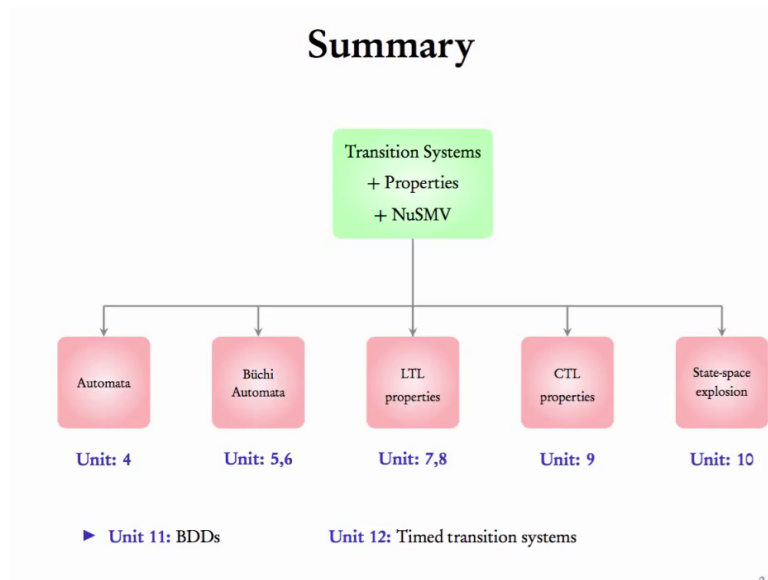 Summary
Transition Systems
+ Properties
+ NuSMV
Automata
Büchi
Automata
LTL
properties
CTL
properties
State-space
explosion
Unit: 4
Unit: 5,6
Unit: 7,8
Unit: 9
Unit: 10
► Unit 11: BDDs
Unit 12: Timed transition systems